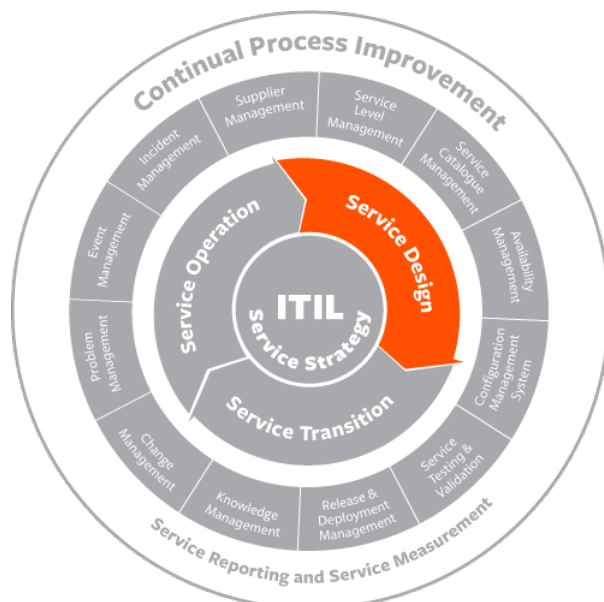 Continual Process Improvement
Supplier
Management
Service
Level
Management
Service
Catalogue
Management
Availability
Management
Configuration
Management
System
Service
Testing &
Validation
Release &
Deployment
Management
Knowledge
Management
Change
Management
Problem
Management
Event
Management
Incident
Management
Service Operation
Service Design
Service Transition
ITIL
Service Strategy
Service Reporting and Service Measurement